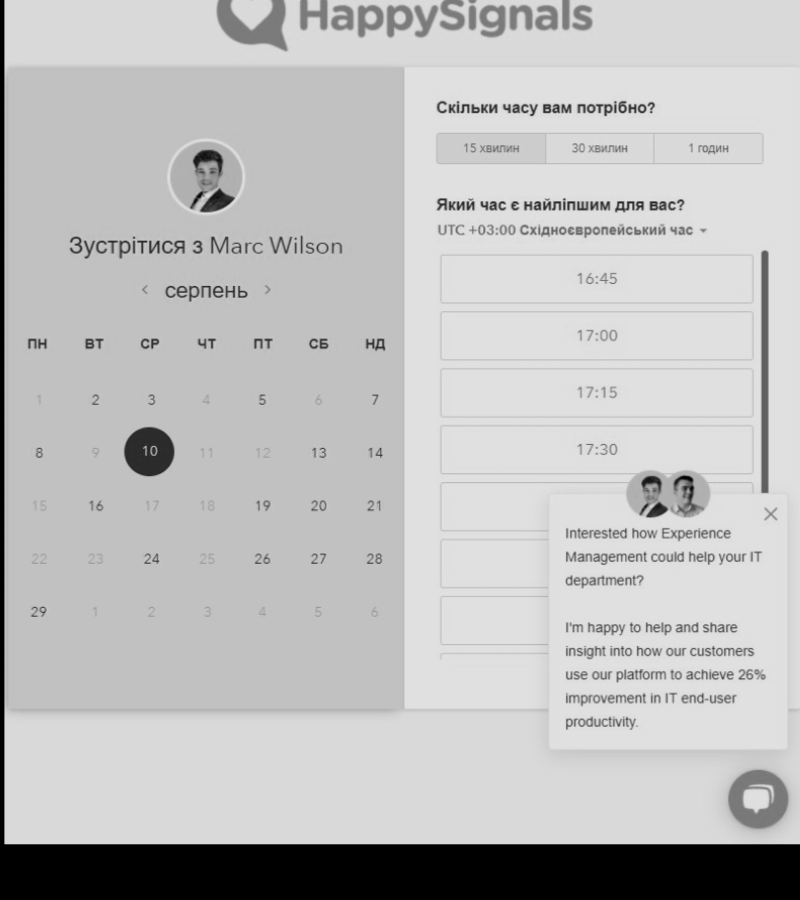 HappySignals
Зустрітися з Marc Wilson
< серпень >
ПН ВТ СР ЧТ ПТ СБ НД
1 2 3 4 5 6 7
8 9 10 11 12 13 14
15 16 17 18 19 20 21
22 23 24 25 26 27 28
29 1 2 3 4 5 6
Скільки часу вам потрібно?
15 хвилин 30 хвилин 1 годин
Який час є найліпшим для вас?
UTC +03:00 Східноєвропейський час
16:45
17:00
17:15
17:30
Interested how Experience
Management could help your IT
department?
I'm happy to help and share
insight into how our customers
use our platform to achieve 26%
improvement in IT end-user
productivity.